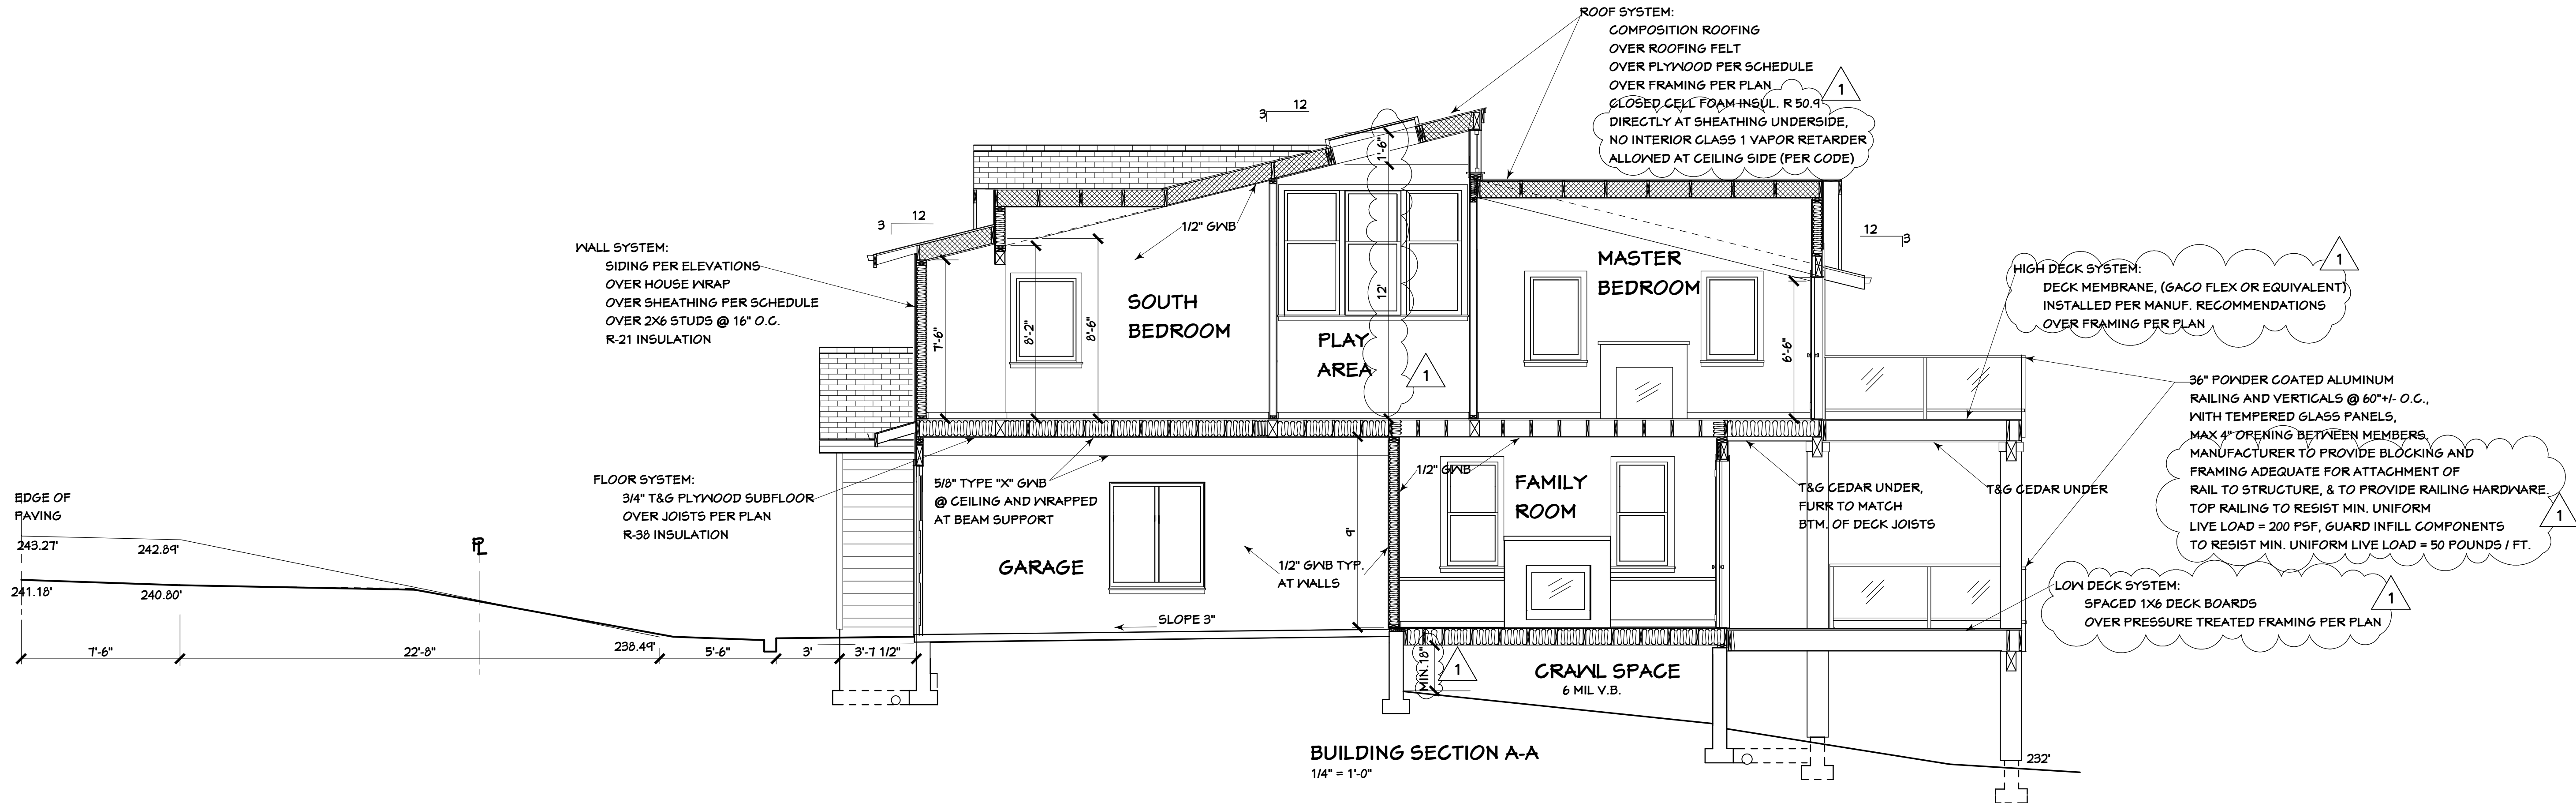 ROOF SYSTEM:
COMPOSITION ROOFING
OVER ROOFING FELT
OVER PLYWOOD PER SCHEDULE
OVER FRAMING PER PLAN
CLOSED CELL FOAM INSUL. R 50.9
DIRECTLY AT SHEATHING UNDERSIDE,
NO INTERIOR CLASS 1 VAPOR RETARDER
ALLOWED AT CEILING SIDE (PER CODE)
1
12
3
1'-6"
12
3
1/2" GWB
WALL SYSTEM:
SIDING PER ELEVATIONS
OVER HOUSE WRAP
OVER SHEATHING PER SCHEDULE
OVER 2X6 STUDS @ 16" O.C.
R-21 INSULATION
7'-6"
8'-2"
8'-6"
SOUTH
BEDROOM
12'
PLAY
AREA
1
MASTER
BEDROOM
6'-6"
12
3
HIGH DECK SYSTEM:
DECK MEMBRANE, (GACO FLEX OR EQUIVALENT)
INSTALLED PER MANUF. RECOMMENDATIONS
OVER FRAMING PER PLAN
1
36" POWDER COATED ALUMINUM
RAILING AND VERTICALS @ 60"+/- O.C.,
WITH TEMPERED GLASS PANELS,
MAX 4" OPENING BETWEEN MEMBERS.
MANUFACTURER TO PROVIDE BLOCKING AND
FRAMING ADEQUATE FOR ATTACHMENT OF
RAIL TO STRUCTURE, & TO PROVIDE RAILING HARDWARE.
TOP RAILING TO RESIST MIN. UNIFORM
LIVE LOAD = 200 PSF, GUARD INFILL COMPONENTS
TO RESIST MIN. UNIFORM LIVE LOAD = 50 POUNDS / FT.
1
FLOOR SYSTEM:
3/4" T&G PLYWOOD SUBFLOOR
OVER JOISTS PER PLAN
R-38 INSULATION
5/8" TYPE "X" GWB
@ CEILING AND WRAPPED
AT BEAM SUPPORT
GARAGE
1/2" GWB TYP.
AT WALLS
9'
SLOPE 3"
1/2" GWB
FAMILY
ROOM
T&G CEDAR UNDER,
FURR TO MATCH
BTM. OF DECK JOISTS
T&G CEDAR UNDER
LOW DECK SYSTEM:
SPACED 1X6 DECK BOARDS
OVER PRESSURE TREATED FRAMING PER PLAN
1
EDGE OF
PAVING
243.27'
242.89'
PL
241.18'
240.80'
238.49'
7'-6"
22'-8"
5'-6"
3'
3'-7 1/2"
MIN.18"
1
CRAWL SPACE
6 MIL V.B.
232'
BUILDING SECTION A-A
1/4" = 1'-0"